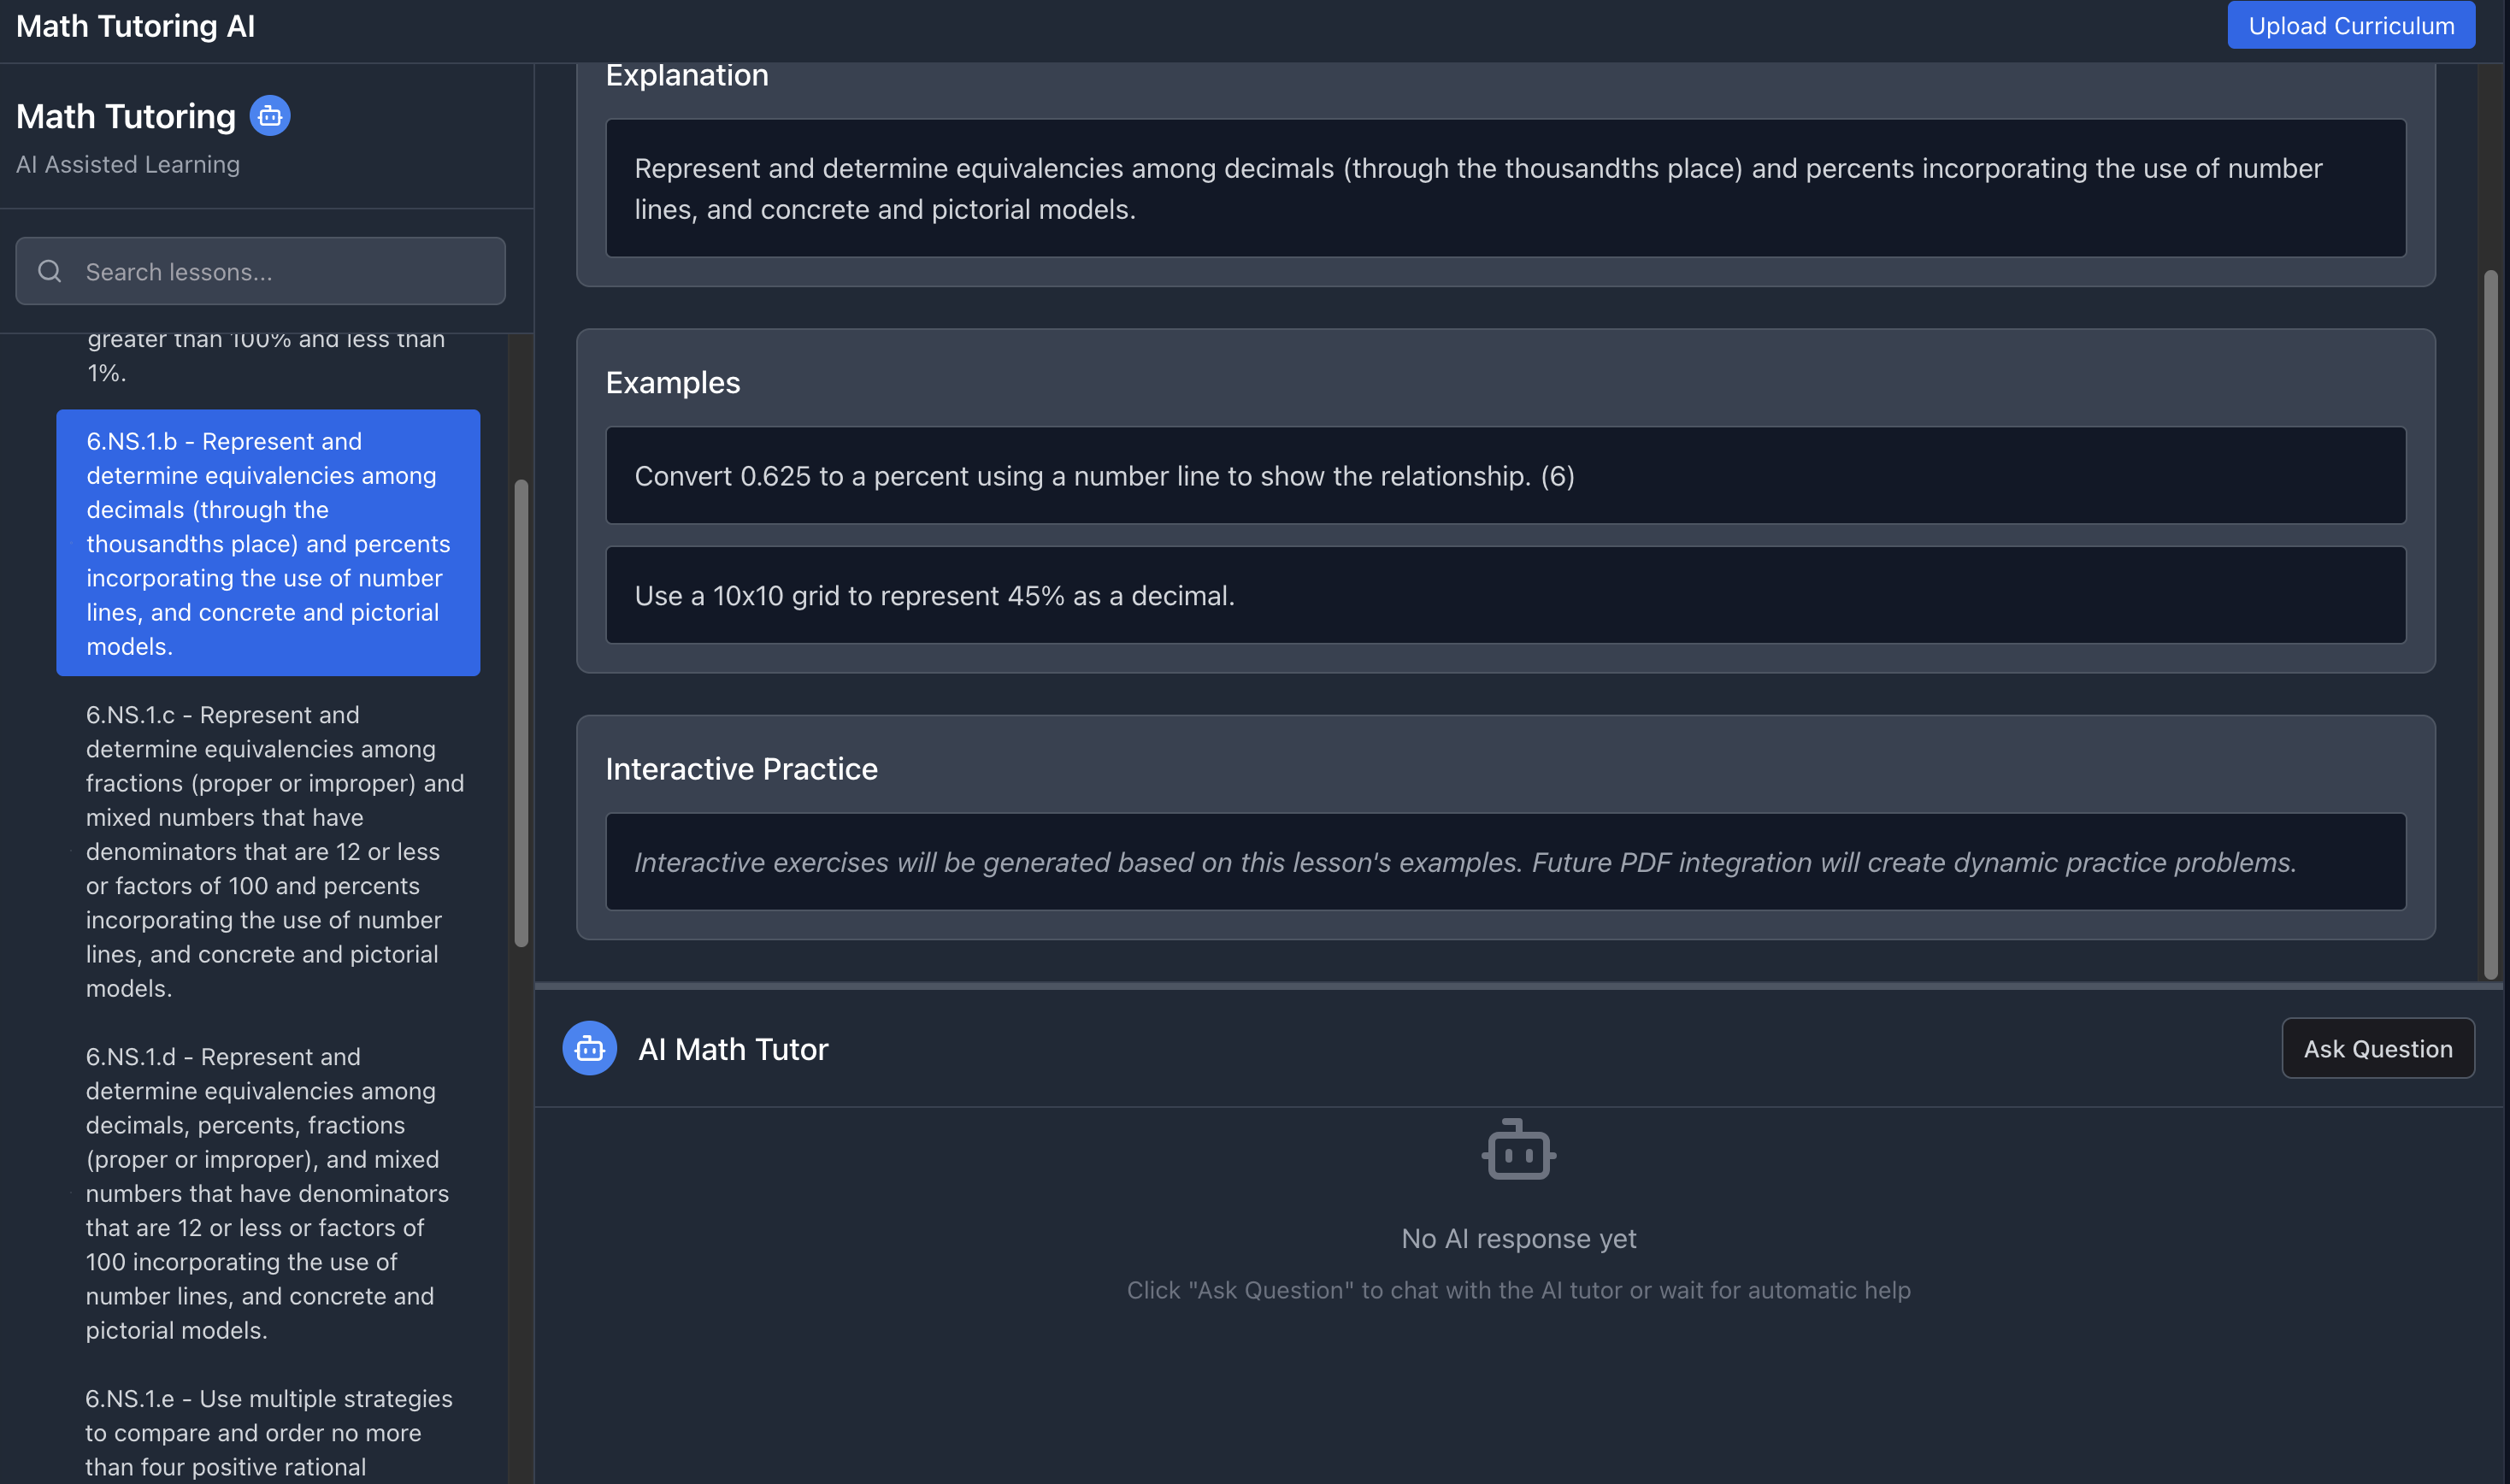 Math Tutoring AI
Upload Curriculum
Math Tutoring
AI Assisted Learning
Search lessons...
greater than 100% and less than
1%.
6.NS.1.b - Represent and
determine equivalencies among
decimals (through the
thousandths place) and percents
incorporating the use of number
lines, and concrete and pictorial
models.
6.NS.1.c - Represent and
determine equivalencies among
fractions (proper or improper) and
mixed numbers that have
denominators that are 12 or less
or factors of 100 and percents
incorporating the use of number
lines, and concrete and pictorial
models.
6.NS.1.d - Represent and
determine equivalencies among
decimals, percents, fractions
(proper or improper), and mixed
numbers that have denominators
that are 12 or less or factors of
100 incorporating the use of
number lines, and concrete and
pictorial models.
6.NS.1.e - Use multiple strategies
to compare and order no more
than four positive rational
Explanation
Represent and determine equivalencies among decimals (through the thousandths place) and percents incorporating the use of number
lines, and concrete and pictorial models.
Examples
Convert 0.625 to a percent using a number line to show the relationship. (6)
Use a 10x10 grid to represent 45% as a decimal.
Interactive Practice
Interactive exercises will be generated based on this lesson's examples. Future PDF integration will create dynamic practice problems.
AI Math Tutor
Ask Question
No AI response yet
Click "Ask Question" to chat with the AI tutor or wait for automatic help